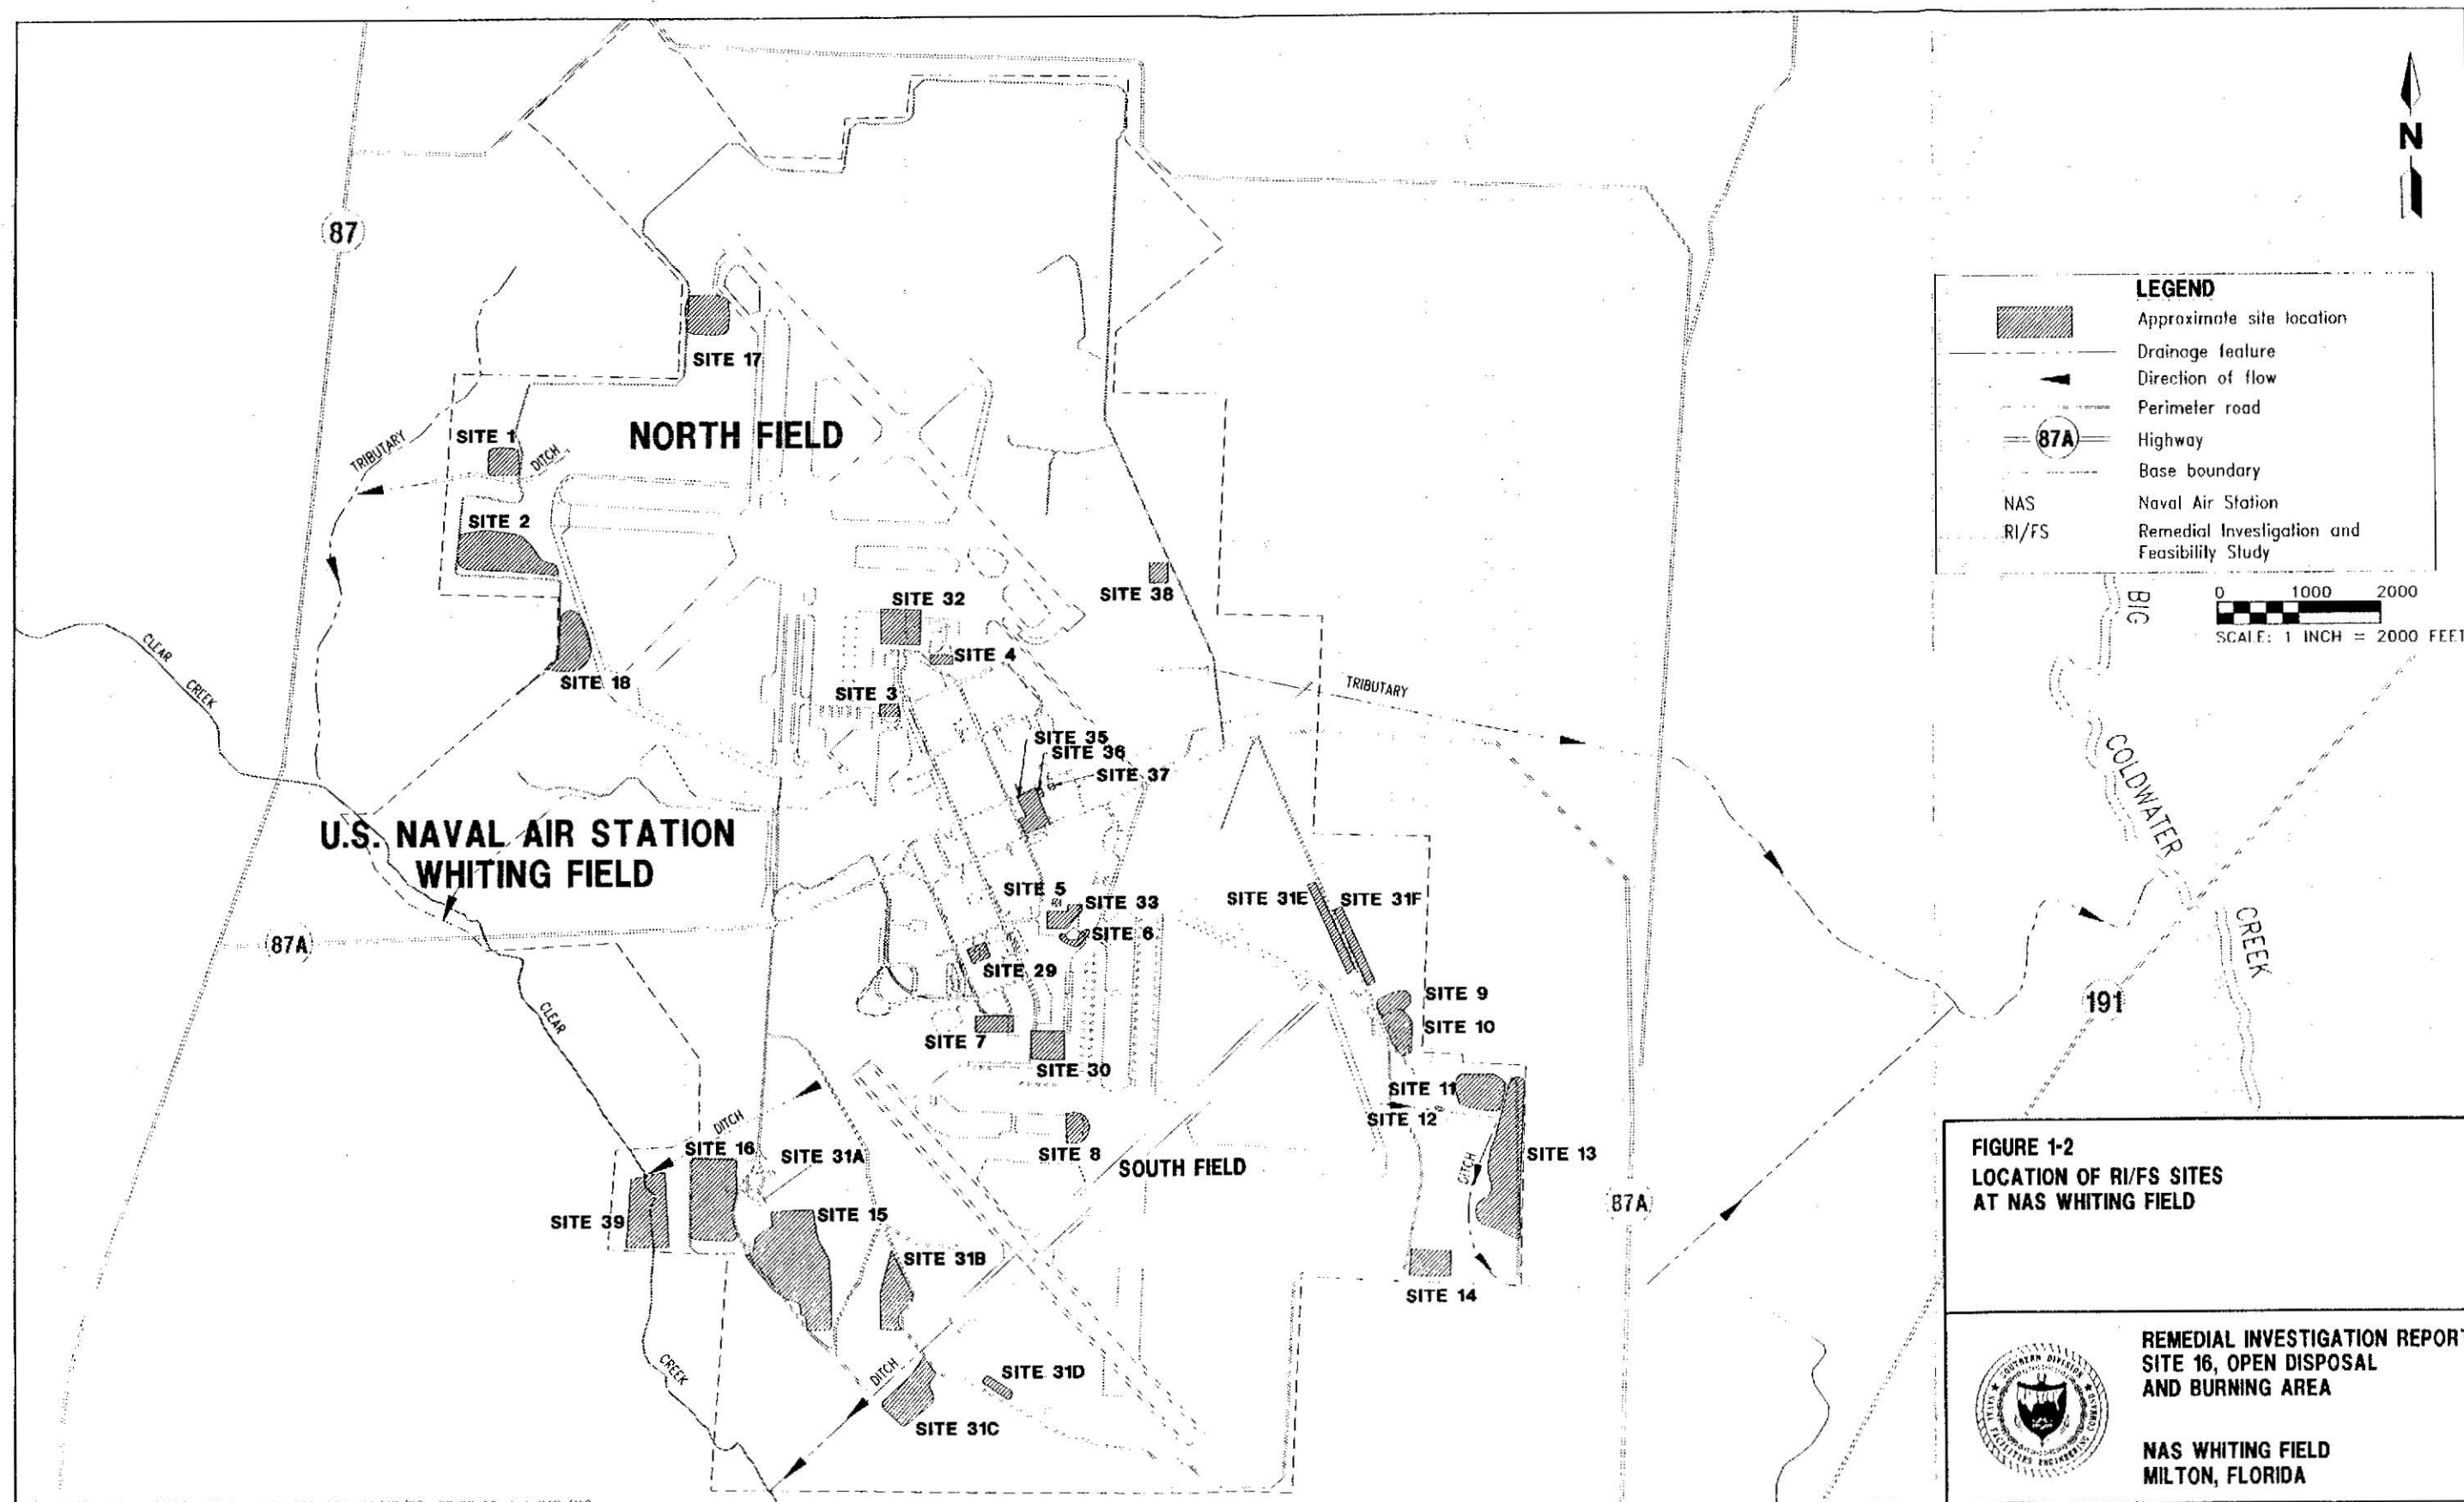 N
87
LEGEND
Approximate site location
Drainage feature
Direction of flow
Perimeter road
87A
Highway
Base boundary
NAS
Naval Air Station
RI/FS
Remedial Investigation and
Feasibility Study
0 1000 2000
SCALE: 1 INCH = 2000 FEET
SITE 17
NORTH FIELD
SITE 1
TRIBUTARY
DITCH
SITE 2
SITE 18
SITE 32
SITE 38
SITE 4
SITE 3
CLEAR
CREEK
TRIBUTARY
BIG
COLDWATER
CREEK
SITE 35
SITE 36
SITE 37
U.S. NAVAL AIR STATION
WHITING FIELD
87A
SITE 5
SITE 33
SITE 6
SITE 29
SITE 31E
SITE 31F
SITE 9
SITE 10
191
SITE 7
SITE 30
CLEAR
DITCH
SITE 16
SITE 31A
SITE 8
SOUTH FIELD
SITE 11
SITE 12
SITE 13
DITCH
87A
SITE 39
SITE 15
SITE 31B
SITE 14
CREEK
DITCH
SITE 31D
SITE 31C
FIGURE 1-2
LOCATION OF RI/FS SITES
AT NAS WHITING FIELD
SOUTHERN DIVISION
REMEDIAL INVESTIGATION REPORT
SITE 16, OPEN DISPOSAL
AND BURNING AREA
NAS WHITING FIELD
MILTON, FLORIDA